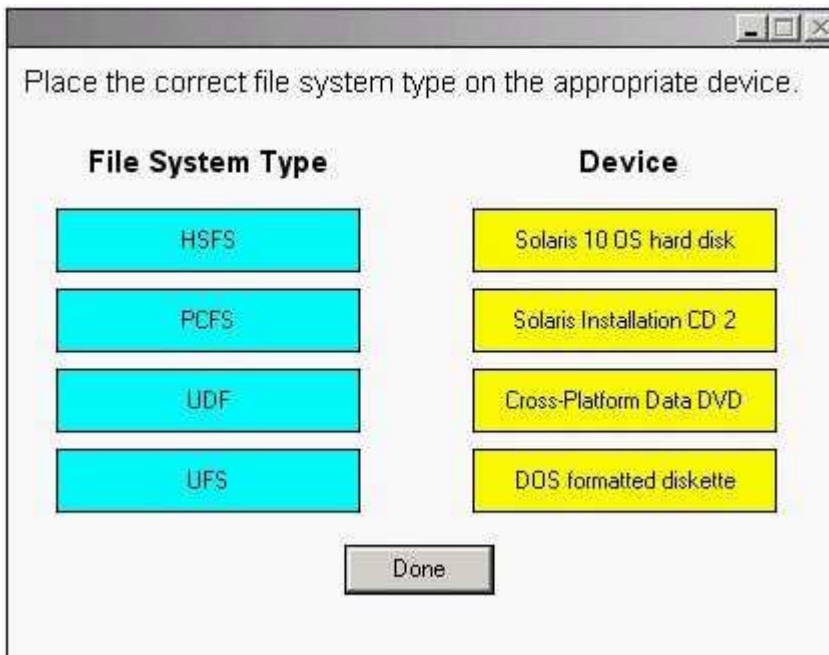 Place the correct file system type on the appropriate device.
File System Type
Device
HSFS
Solaris 10 OS hard disk
PCFS
Solaris Installation CD 2
UDF
Cross-Platform Data DVD
UFS
DOS formatted diskette
Done